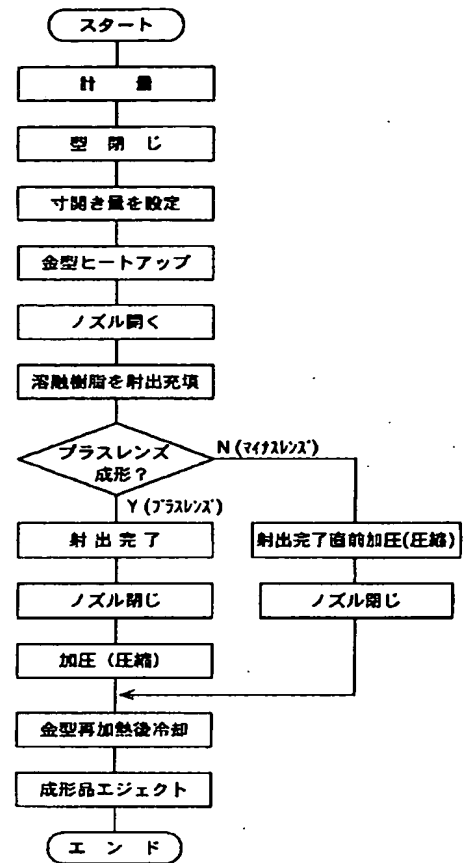 スタート
計 量
型 閉 じ
寸開き量を設定
金型ヒートアップ
ノズル開く
溶融樹脂を射出充填
プラスレンズ
成形？
N (マイナスレンズ)
Y (プラスレンズ)
射 出 完 了
射出完了直前加圧(圧縮)
ノズル閉じ
ノズル閉じ
加圧（圧縮）
金型再加熱後冷却
成形品エジェクト
エ ン ド